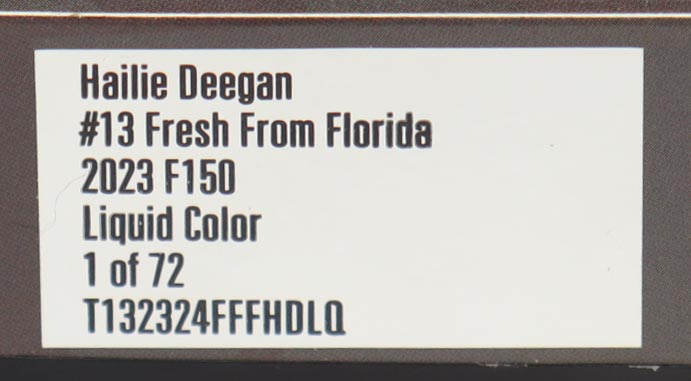 Hailie Deegan
#13 Fresh From Florida
2023 F150
Liquid Color
1 of 72
T132324FFFHDLQ